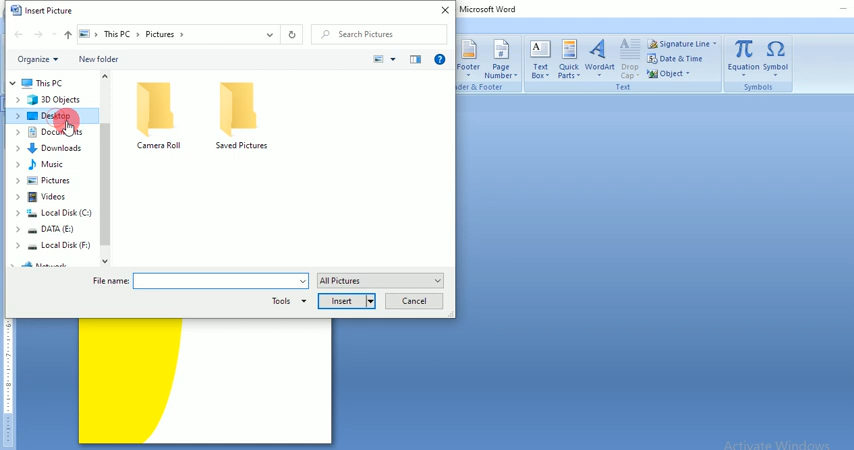 Insert Picture
Microsoft Word
This PC > Pictures >
Search Pictures
Organize
New folder
This PC
3D Objects
Desktop
Documents
Downloads
Music
Pictures
Videos
Local Disk (C:)
DATA (E:)
Local Disk (F:)
Network
Camera Roll
Saved Pictures
File name:
All Pictures
Tools
Insert
Cancel
Footer
Page Number
Text Box
Quick Parts
WordArt
Drop Cap
Signature Line
Date & Time
Object
Equation
Symbol
der & Footer
Text
Symbols
Activate Windows